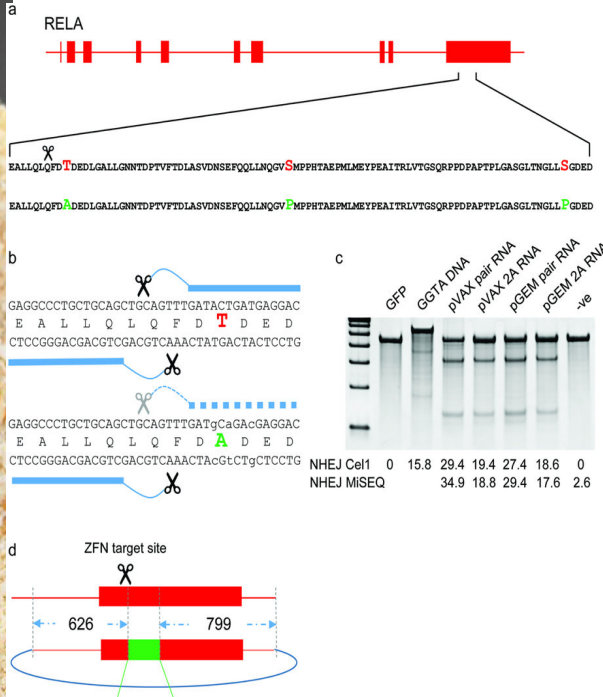 a
RELA
EALLQLQFDTDEDLGALLGNNTDPTVFTDLASVDNSEFQQLLNQGVSMPPHTAEPMLMEYPEAITRLVTGSQRPPDPAPTPLGASGLTNGLLSGDED
EALLQLQFDADEDLGALLGNNTDPTVFTDLASVDNSEFQQLLNQGVPMPPHTAEPMLMEYPEAITRLVTGSQRPPDPAPTPLGASGLTNGLLPGDED
b
GAGGCCCTGCTGCAGCTGCAGTTTGATACTGATGAGGAC
E A L L Q L Q F D T D E D
CTCCGGGACGACGTCGACGTCAAACTATGACTACTCCTG
GAGGCCCTGCTGCAGCTGCAGTTTGATgCaGAcGAGGAC
E A L L Q L Q F D A D E D
CTCCGGGACGACGTCGACGTCAAACTAcGtCTgCTCCTG
c
GFP
GGTA DNA
pVAX pair RNA
pVAX 2A RNA
pGEM pair RNA
pGEM 2A RNA
-ve
NHEJ Cel1 0 15.8 29.4 19.4 27.4 18.6 0
NHEJ MiSEQ 34.9 18.8 29.4 17.6 2.6
d
ZFN target site
626 799